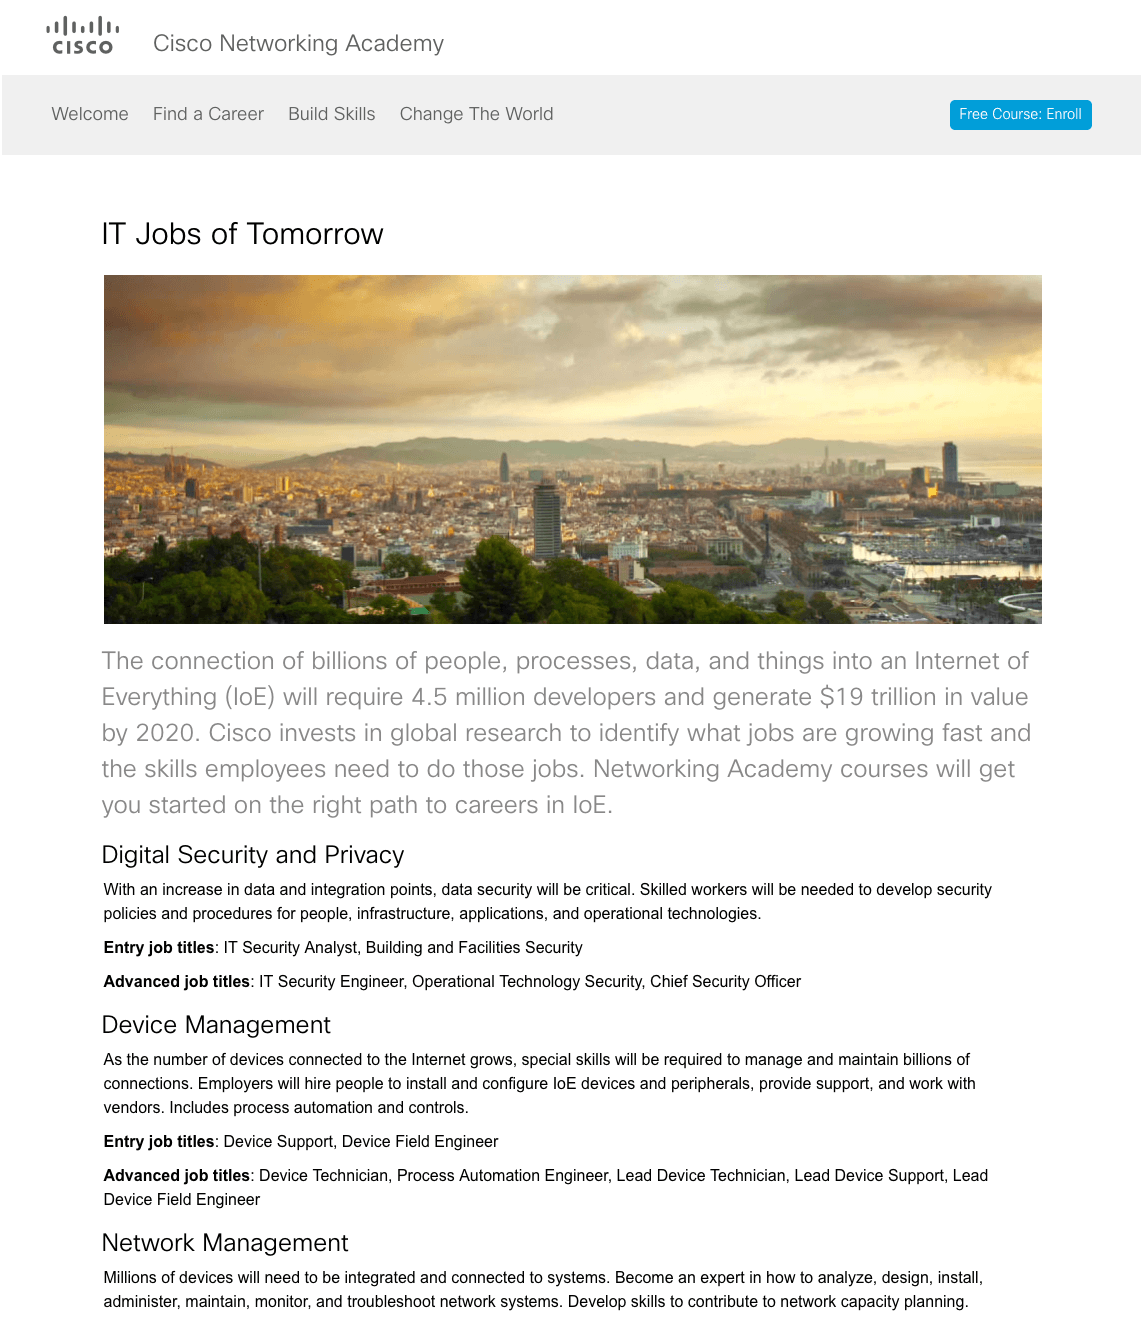 cisco
Cisco Networking Academy
Welcome Find a Career Build Skills Change The World Free Course: Enroll
IT Jobs of Tomorrow
The connection of billions of people, processes, data, and things into an Internet of
Everything (IoE) will require 4.5 million developers and generate $19 trillion in value
by 2020. Cisco invests in global research to identify what jobs are growing fast and
the skills employees need to do those jobs. Networking Academy courses will get
you started on the right path to careers in IoE.
Digital Security and Privacy
With an increase in data and integration points, data security will be critical. Skilled workers will be needed to develop security
policies and procedures for people, infrastructure, applications, and operational technologies.
Entry job titles: IT Security Analyst, Building and Facilities Security
Advanced job titles: IT Security Engineer, Operational Technology Security, Chief Security Officer
Device Management
As the number of devices connected to the Internet grows, special skills will be required to manage and maintain billions of
connections. Employers will hire people to install and configure IoE devices and peripherals, provide support, and work with
vendors. Includes process automation and controls.
Entry job titles: Device Support, Device Field Engineer
Advanced job titles: Device Technician, Process Automation Engineer, Lead Device Technician, Lead Device Support, Lead
Device Field Engineer
Network Management
Millions of devices will need to be integrated and connected to systems. Become an expert in how to analyze, design, install,
administer, maintain, monitor, and troubleshoot network systems. Develop skills to contribute to network capacity planning.